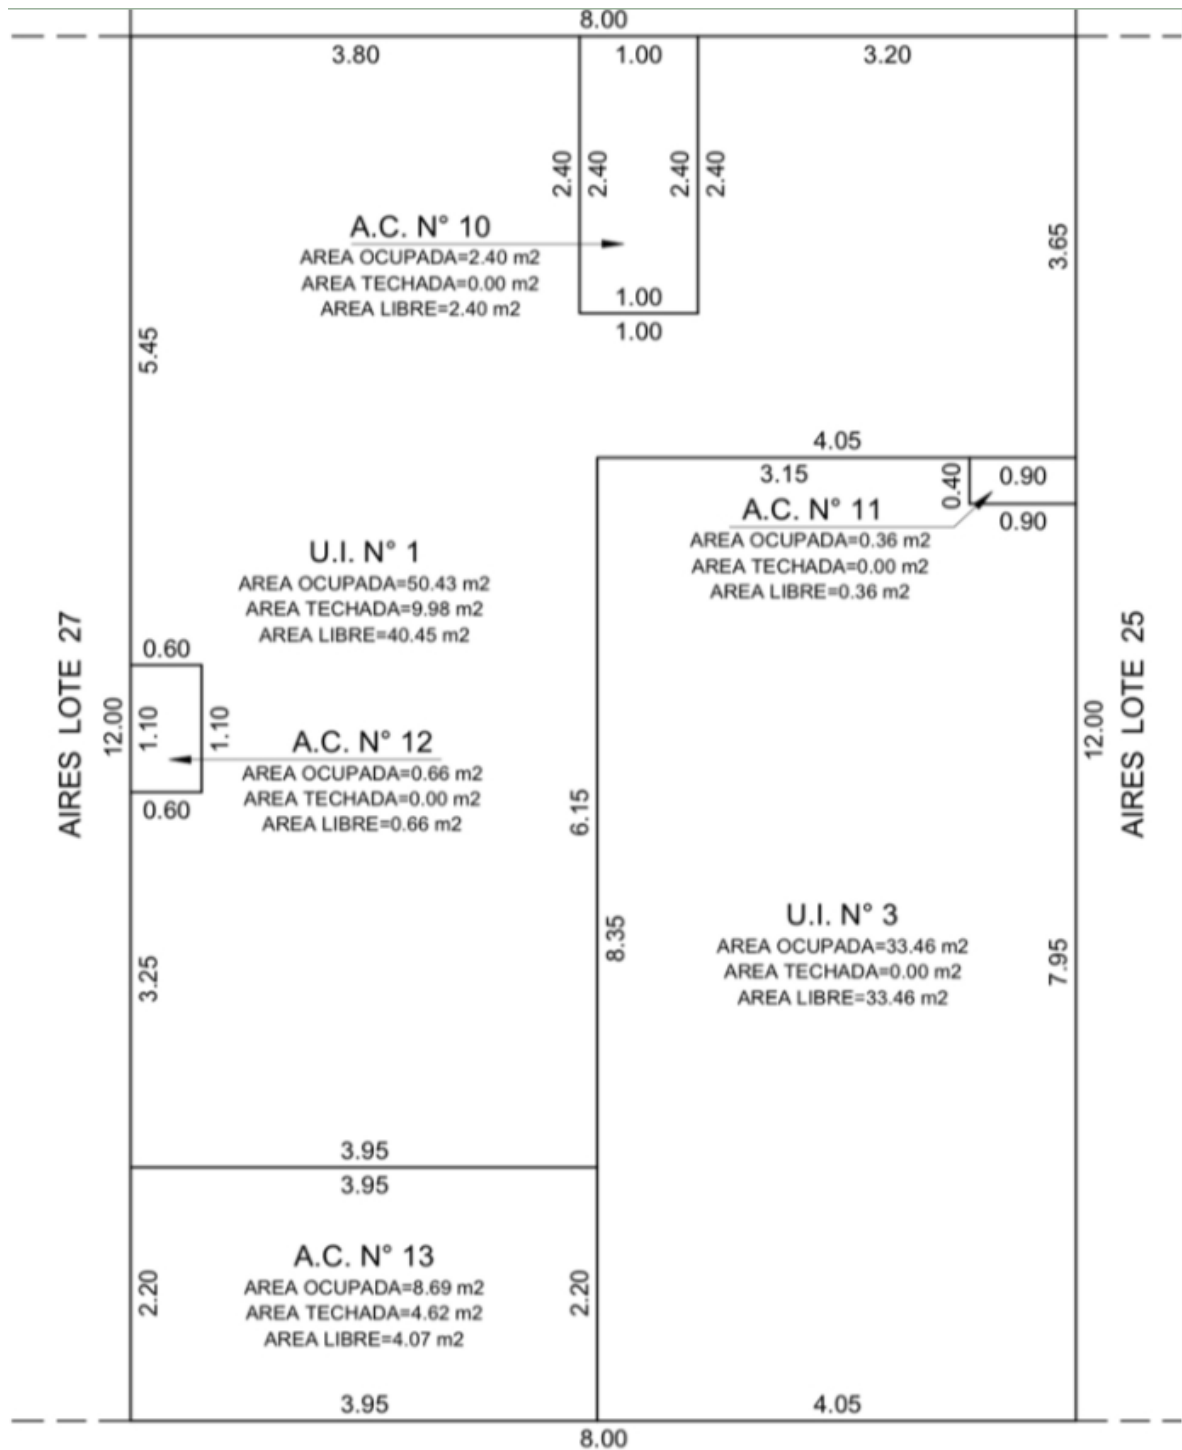 8.00
3.80
1.00
3.20
2.40
2.40
2.40
2.40
A.C. N° 10
AREA OCUPADA=2.40 m2
AREA TECHADA=0.00 m2
AREA LIBRE=2.40 m2
3.65
1.00
1.00
5.45
4.05
3.15
0.40
0.90
0.90
A.C. N° 11
AREA OCUPADA=0.36 m2
AREA TECHADA=0.00 m2
AREA LIBRE=0.36 m2
U.I. N° 1
AREA OCUPADA=50.43 m2
AREA TECHADA=9.98 m2
AREA LIBRE=40.45 m2
AIRES LOTE 27
12.00
0.60
1.10
1.10
0.60
A.C. N° 12
AREA OCUPADA=0.66 m2
AREA TECHADA=0.00 m2
AREA LIBRE=0.66 m2
6.15
12.00
AIRES LOTE 25
U.I. N° 3
AREA OCUPADA=33.46 m2
AREA TECHADA=0.00 m2
AREA LIBRE=33.46 m2
8.35
7.95
3.25
3.95
3.95
A.C. N° 13
AREA OCUPADA=8.69 m2
AREA TECHADA=4.62 m2
AREA LIBRE=4.07 m2
2.20
2.20
3.95
4.05
8.00